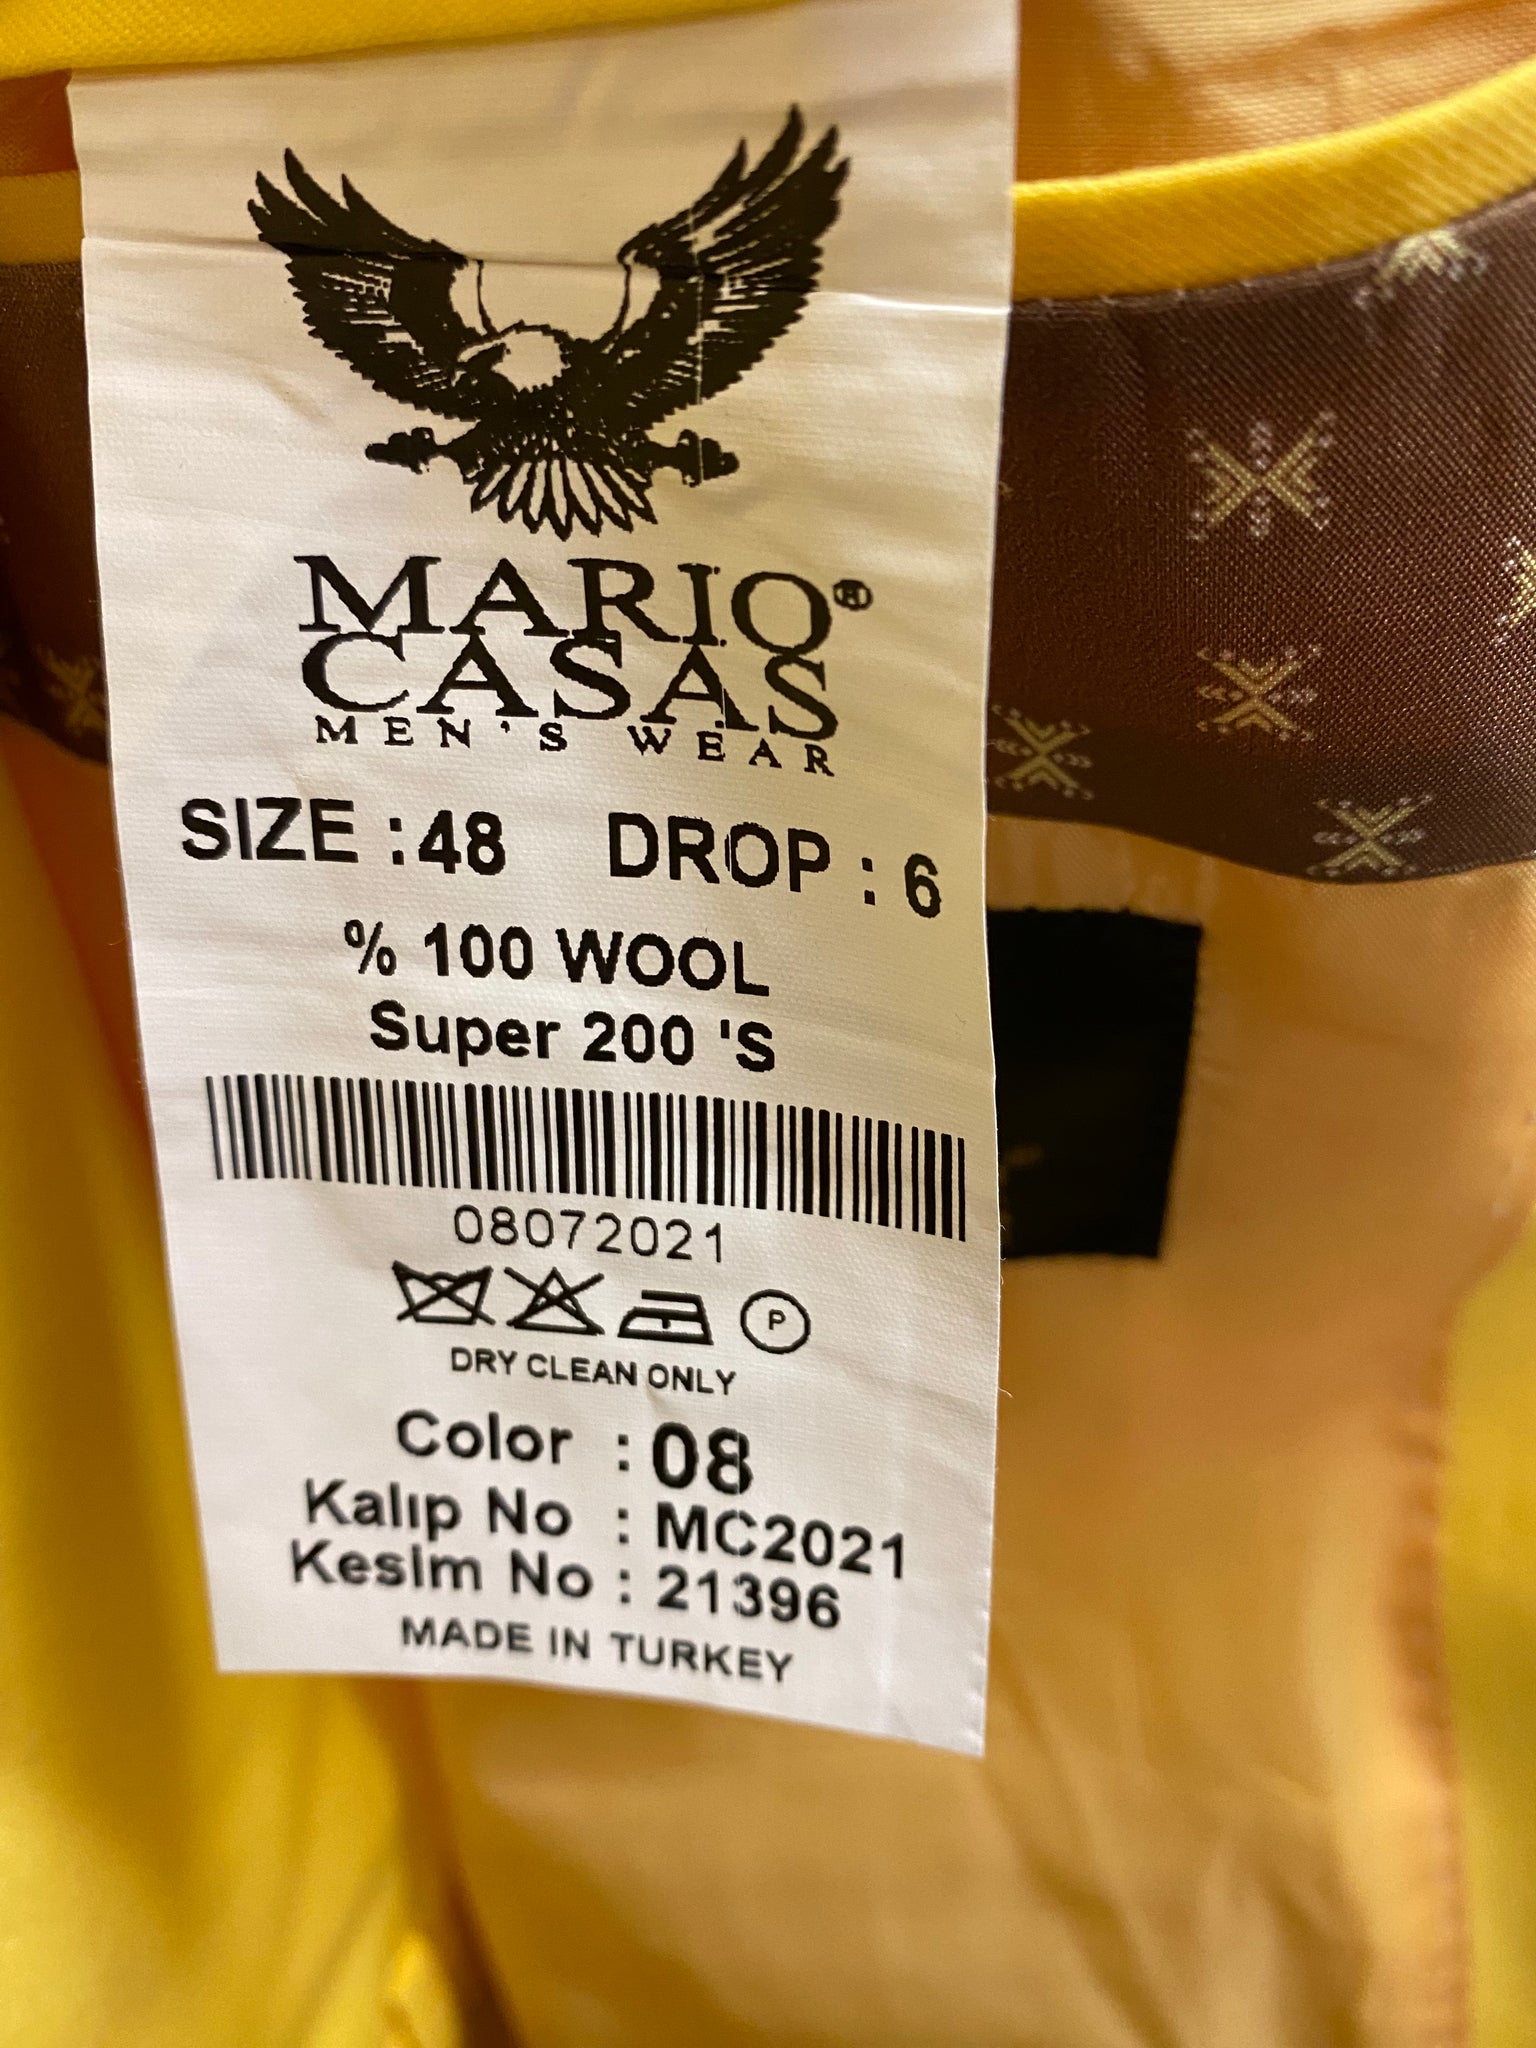 MARIO®
CASAS
MEN'S WEAR
SIZE :48 DROP : 6
% 100 WOOL
Super 200 'S
08072021
P
DRY CLEAN ONLY
Color : 08
Kalıp No : MC2021
KesIm No : 21396
MADE IN TURKEY